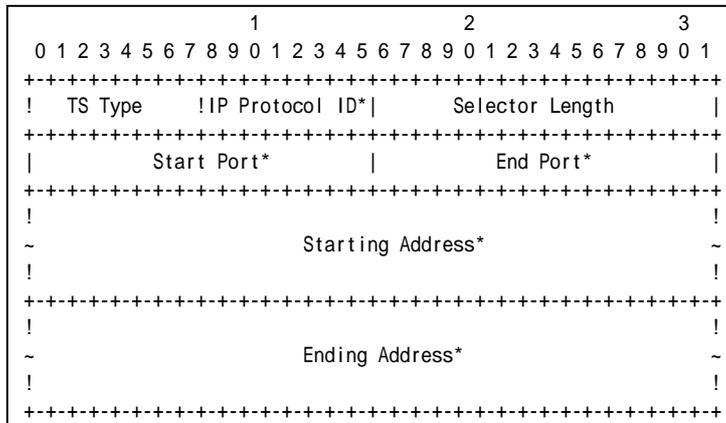 1                   2                   3
 0 1 2 3 4 5 6 7 8 9 0 1 2 3 4 5 6 7 8 9 0 1 2 3 4 5 6 7 8 9 0 1
+-+-+-+-+-+-+-+-+-+-+-+-+-+-+-+-+-+-+-+-+-+-+-+-+-+-+-+-+-+-+-+-+
!   TS Type     !IP Protocol ID*|       Selector Length         |
+-+-+-+-+-+-+-+-+-+-+-+-+-+-+-+-+-+-+-+-+-+-+-+-+-+-+-+-+-+-+-+-+
|           Start Port*         |           End Port*           |
+-+-+-+-+-+-+-+-+-+-+-+-+-+-+-+-+-+-+-+-+-+-+-+-+-+-+-+-+-+-+-+-+
!                                                               !
~                         Starting Address*                     ~
!                                                               !
+-+-+-+-+-+-+-+-+-+-+-+-+-+-+-+-+-+-+-+-+-+-+-+-+-+-+-+-+-+-+-+-+
!                                                               !
~                         Ending Address*                       ~
!                                                               !
+-+-+-+-+-+-+-+-+-+-+-+-+-+-+-+-+-+-+-+-+-+-+-+-+-+-+-+-+-+-+-+-+